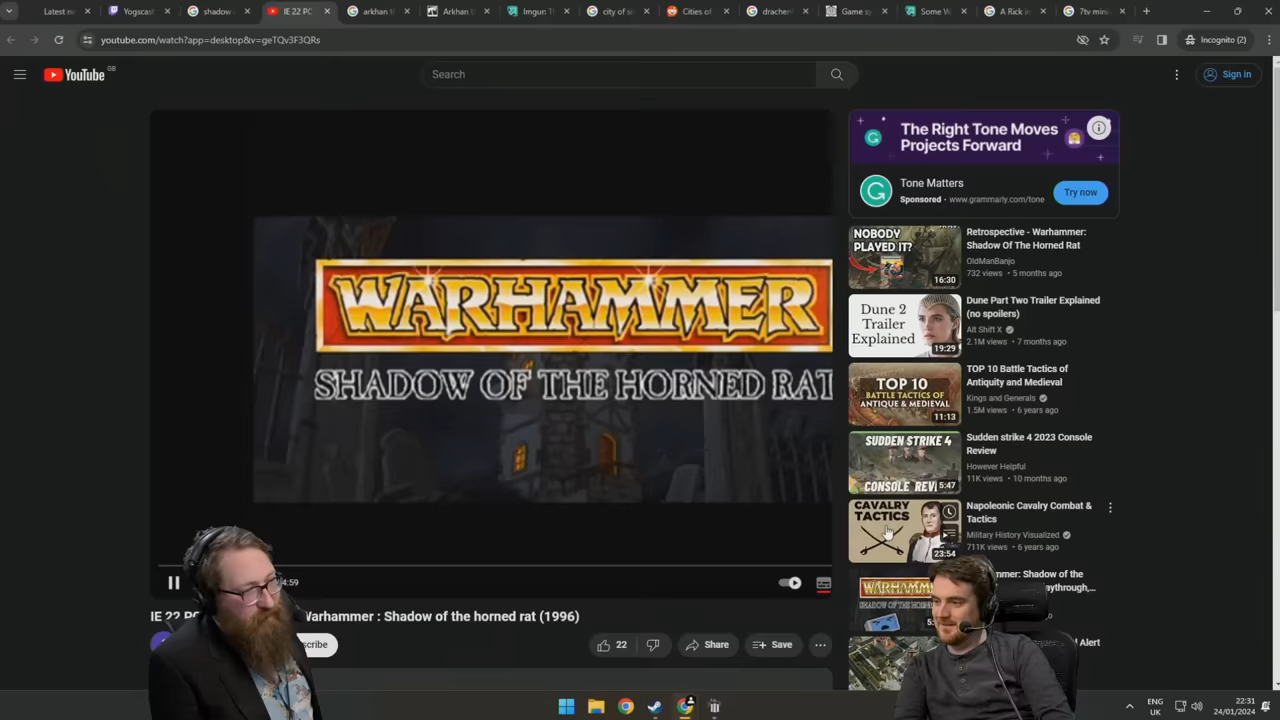 Latest n
Yogscast
shadow o
IE 22 PC
arkhan t
Arkhan t
Imgun T
city of si
Cities of
drachen
Game sy
Some W
A Rick in
7tv mini
youtube.com/watch?app=desktop&v=geTQv3F3QRs
Incognito (2)
YouTube GB
Search
Sign in
WARHAMMER
SHADOW OF THE HORNED RAT
4:59
IE 22 PC
Warhammer : Shadow of the horned rat (1996)
scribe
22
Share
Save
The Right Tone Moves
Projects Forward
Tone Matters
Sponsored · www.grammarly.com/tone
Try now
NOBODY
PLAYED IT?
16:30
Retrospective - Warhammer:
Shadow Of The Horned Rat
OldManBanjo
732 views • 5 months ago
Dune 2
Trailer
Explained
19:29
Dune Part Two Trailer Explained
(no spoilers)
Alt Shift X
2.1M views • 7 months ago
TOP 10
BATTLE TACTICS OF
ANTIQUE & MEDIEVAL
11:13
TOP 10 Battle Tactics of
Antiquity and Medieval
Kings and Generals
1.5M views • 6 years ago
SUDDEN STRIKE 4
CONSOLE REVI
5:47
Sudden strike 4 2023 Console
Review
However Helpful
11K views • 10 months ago
CAVALRY
TACTICS
23:54
Napoleonic Cavalry Combat &
Tactics
Military History Visualized
711K views • 6 years ago
WARHAMMER
mmer: Shadow of the
aythrough,...
d Alert
ENG
UK
22:31
24/01/2024